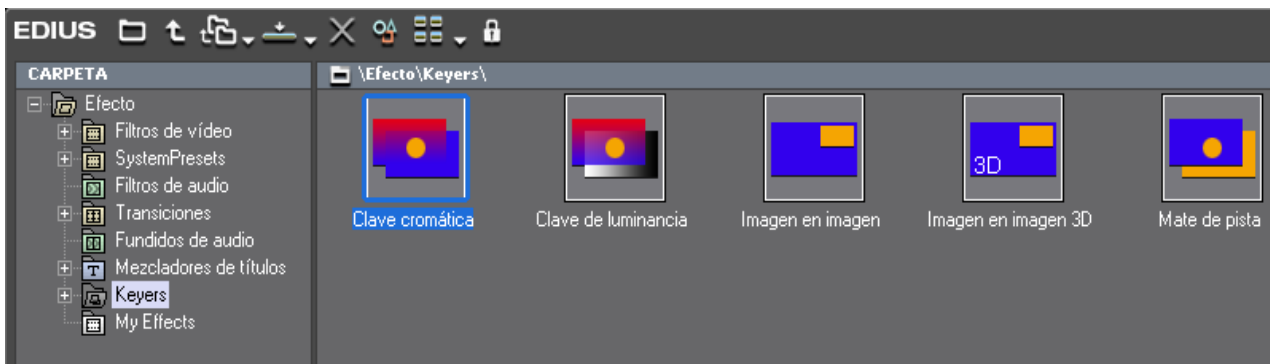 EDIUS
CARPETA
\Efecto\Keyers\
Efecto
Filtros de vídeo
SystemPresets
Filtros de audio
Transiciones
Fundidos de audio
T Mezcladores de títulos
Keyers
My Effects
3D
Clave cromática Clave de luminancia Imagen en imagen Imagen en imagen 3D Mate de pista